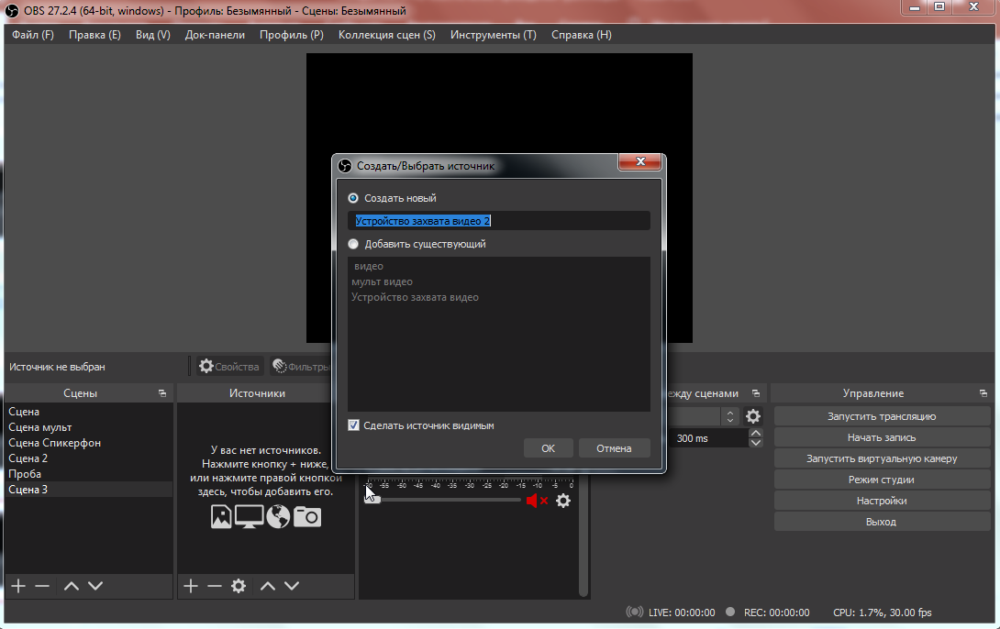 OBS 27.2.4 (64-bit, windows) - Профиль: Безымянный - Сцены: Безымянный
Файл (F) Правка (E) Вид (V) Док-панели Профиль (P) Коллекция сцен (S) Инструменты (T) Справка (H)
Создать/Выбрать источник
Создать новый
Устройство захвата видео 2
Добавить существующий
видео
мульт видео
Устройство захвата видео
Сделать источник видимым
OK Отмена
Источник не выбран Свойства Фильтры
Сцены
Сцена
Сцена мульт
Сцена Спикерфон
Сцена 2
Проба
Сцена 3
Источники
У вас нет источников.
Нажмите кнопку + ниже,
или нажмите правой кнопкой
здесь, чтобы добавить его.
-55 -50 -45 -40 -35 -30 -25 -20 -15 -10 -5 0
ежду сценами
300 ms
Управление
Запустить трансляцию
Начать запись
Запустить виртуальную камеру
Режим студии
Настройки
Выход
LIVE: 00:00:00 REC: 00:00:00 CPU: 1.7%, 30.00 fps